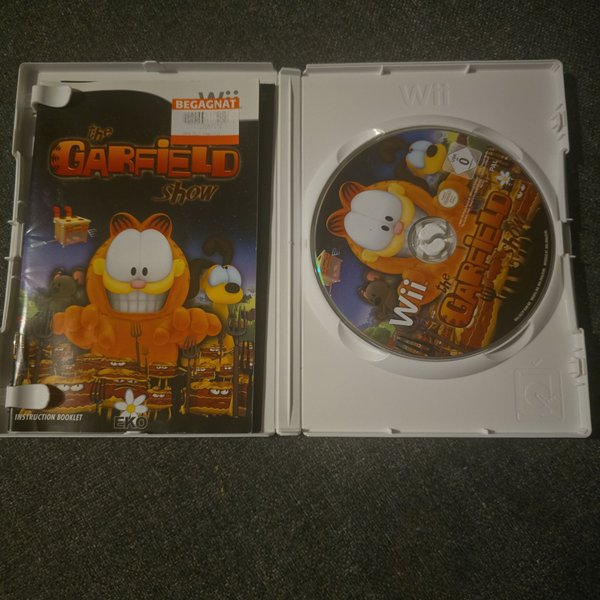 Wii
BEGAGNAT
the
GARFIELD
show
INSTRUCTION BOOKLET
EKO
Wii
Wii
the
GARFIELD
0